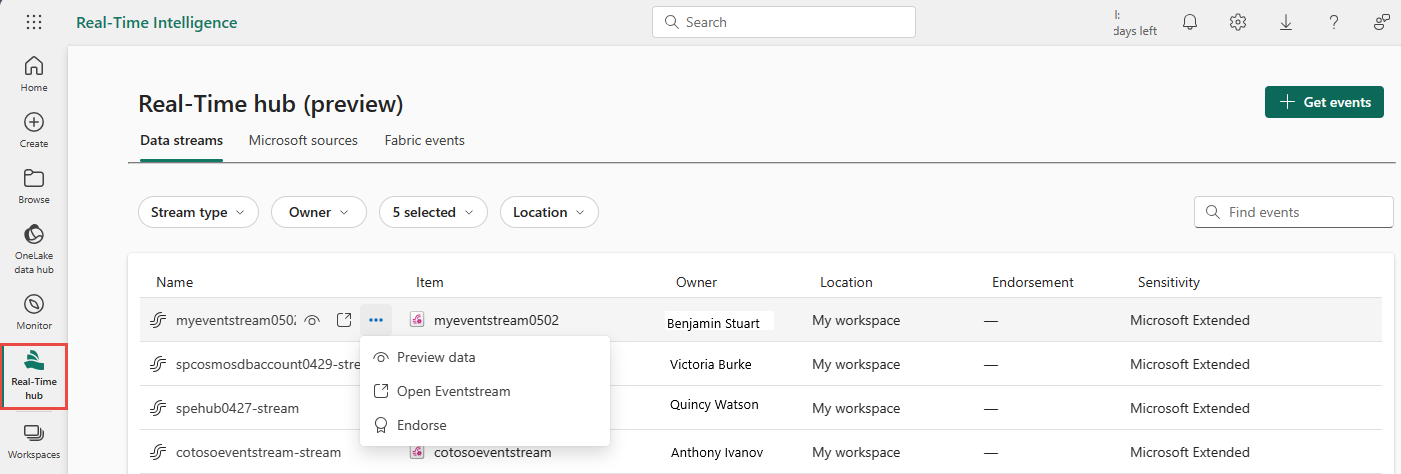 Real-Time Intelligence
Search
days left
Home
Create
Browse
OneLake
data hub
Monitor
Real-Time
hub
Workspaces
Real-Time hub (preview)
Get events
Data streams Microsoft sources Fabric events
Stream type Owner 5 selected Location
Find events
Name Item Owner Location Endorsement Sensitivity
myeventstream0502 myeventstream0502 Benjamin Stuart My workspace — Microsoft Extended
Preview data
Open Eventstream
Endorse
spcosmosdbaccount0429-stre Victoria Burke My workspace — Microsoft Extended
spehub0427-stream Quincy Watson My workspace — Microsoft Extended
cotosoeventstream-stream cotosoeventstream Anthony Ivanov My workspace — Microsoft Extended